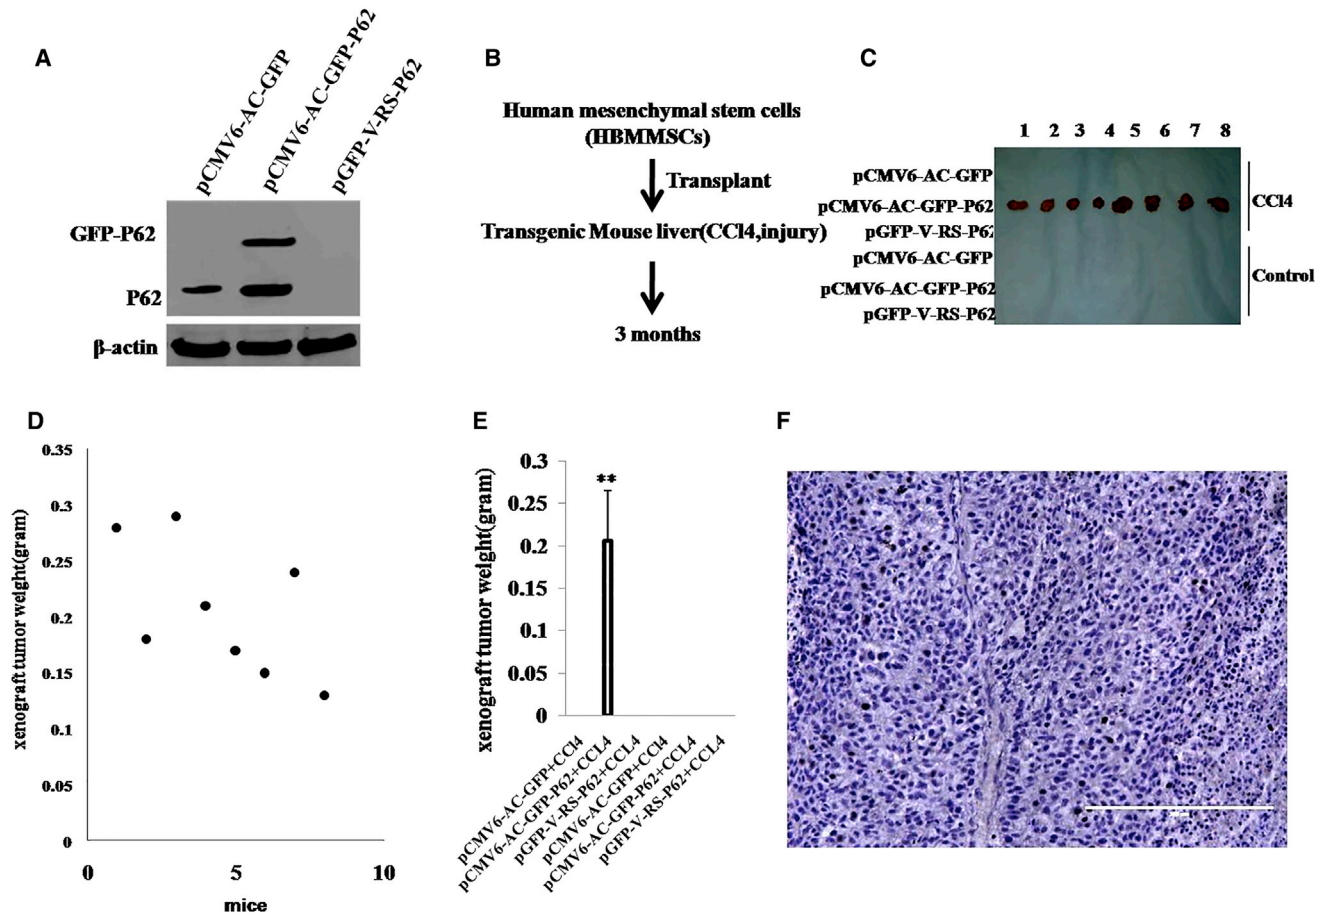 A
pCMV6-AC-GFP
pCMV6-AC-GFP-P62
pGFP-V-RS-P62
GFP-P62
P62
β-actin
B
Human mesenchymal stem cells
(HBMMSCs)
Transplant
Transgenic Mouse liver(CCl4,injury)
3 months
C
1 2 3 4 5 6 7 8
pCMV6-AC-GFP
pCMV6-AC-GFP-P62
pGFP-V-RS-P62
CCl4
pCMV6-AC-GFP
pCMV6-AC-GFP-P62
pGFP-V-RS-P62
Control
D
xenograft tumor weight(gram)
0.35
0.3
0.25
0.2
0.15
0.1
0.05
0
0 5 10
mice
E
xenograft tumor weight(gram)
**
0.3
0.25
0.2
0.15
0.1
0.05
0
pCMV6-AC-GFP+CCl4
pCMV6-AC-GFP-P62+CCL4
pGFP-V-RS-P62+CCL4
pCMV6-AC-GFP+CCl4
pCMV6-AC-GFP-P62+CCL4
pGFP-V-RS-P62+CCL4
F